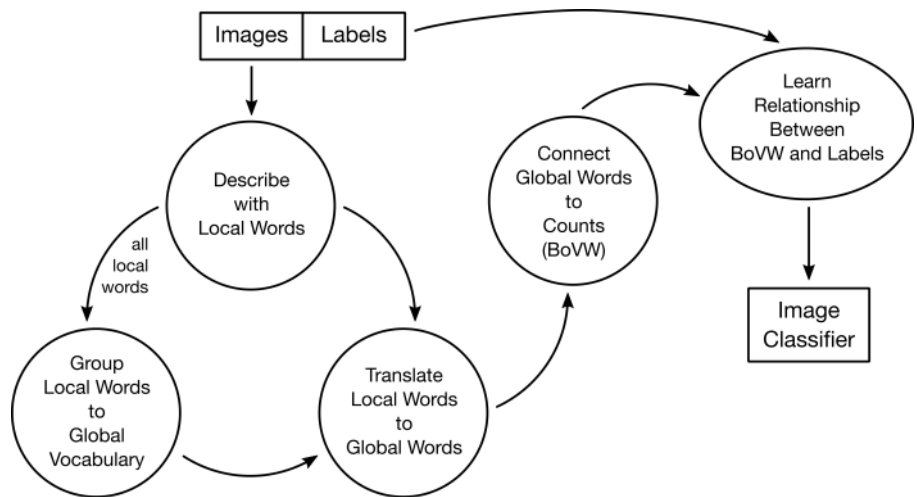 Images
Labels
Learn
Relationship
Between
BoVW and Labels
Describe
with
Local Words
Connect
Global Words
to
Counts
(BoVW)
all
local
words
Image
Classifier
Group
Local Words
to
Global
Vocabulary
Translate
Local Words
to
Global Words